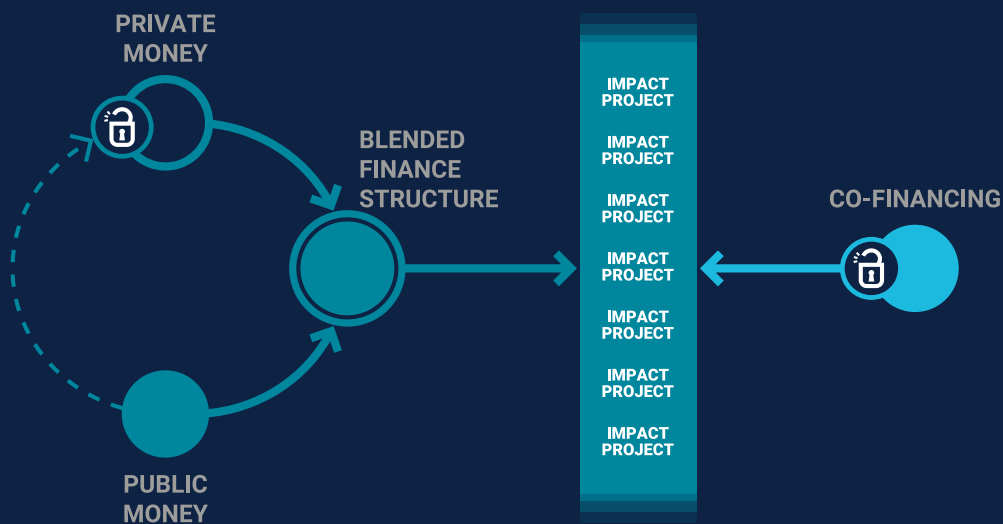 PRIVATE
MONEY
BLENDED
FINANCE
STRUCTURE
PUBLIC
MONEY
IMPACT
PROJECT
IMPACT
PROJECT
IMPACT
PROJECT
IMPACT
PROJECT
IMPACT
PROJECT
IMPACT
PROJECT
IMPACT
PROJECT
CO-FINANCING